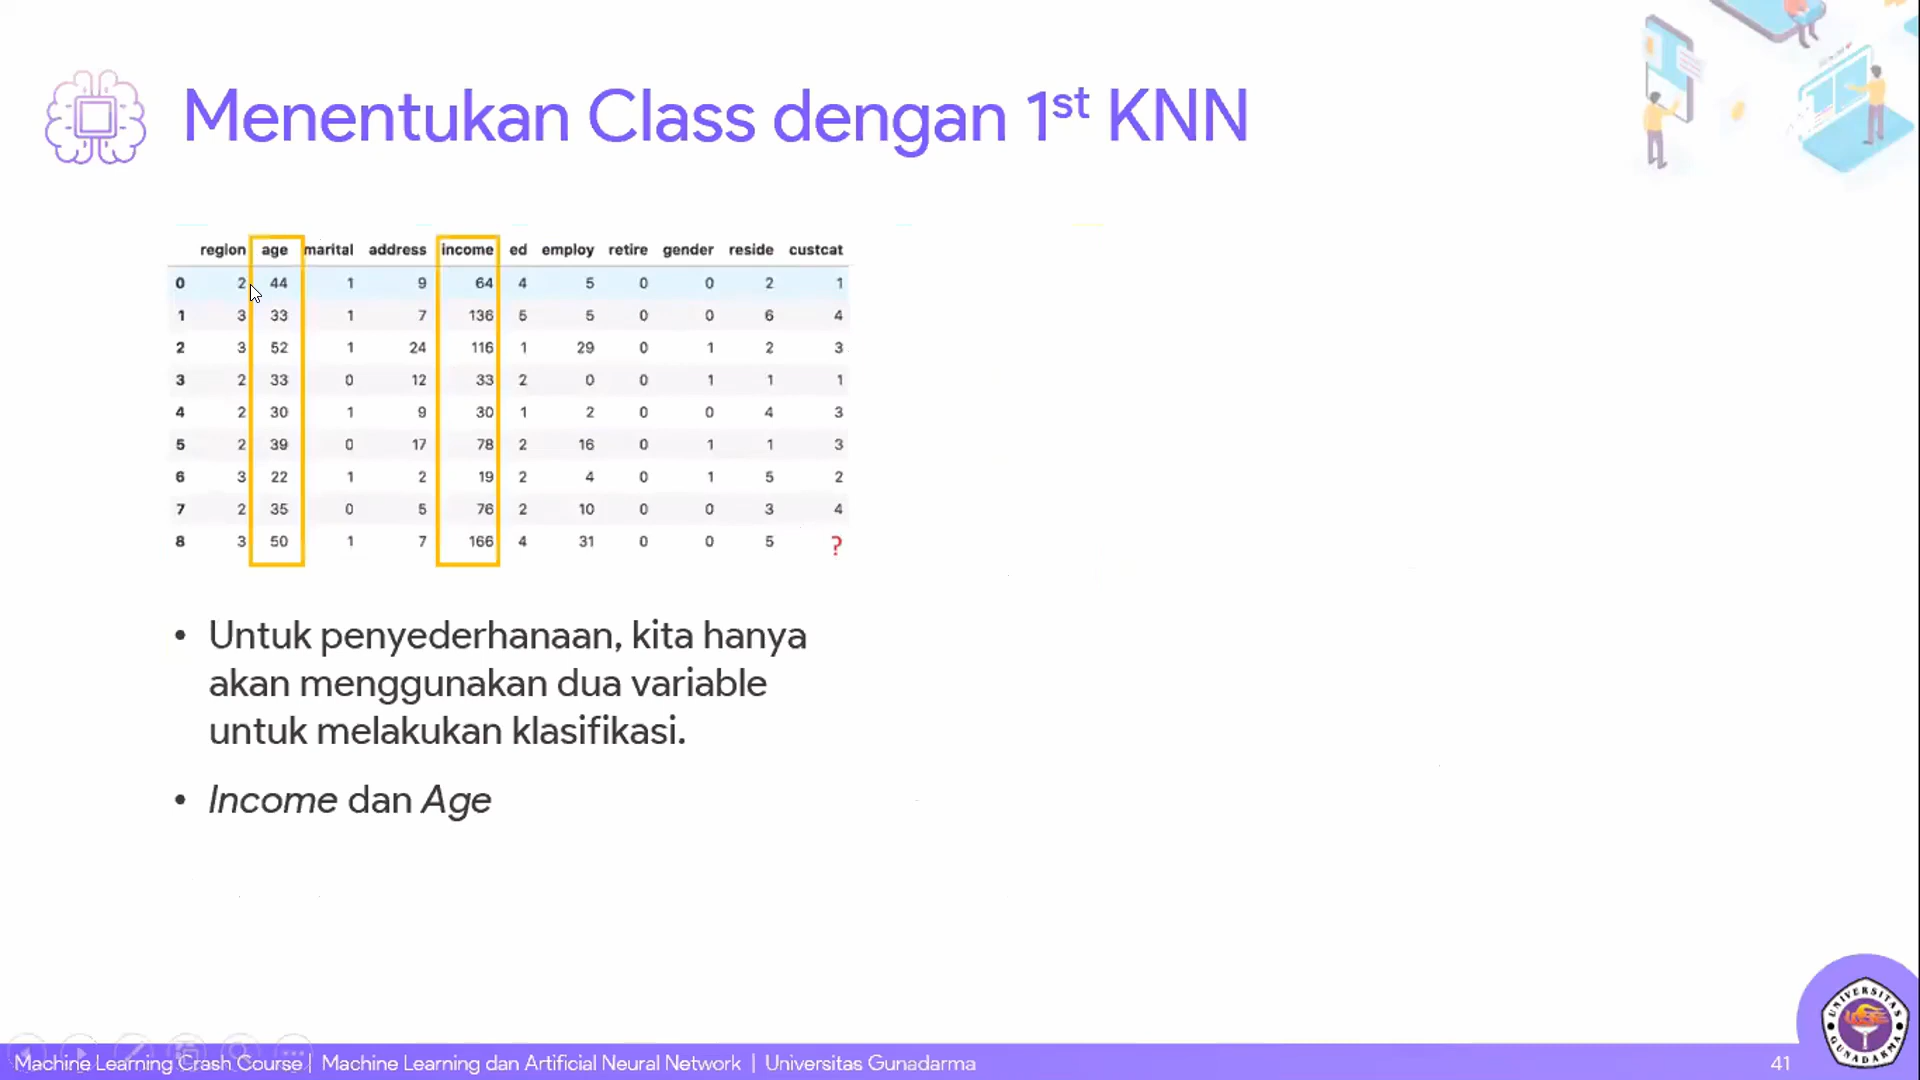 Menentukan Class dengan 1st KNN
region age marital address income ed employ retire gender reside custcat
0 2 44 1 9 64 4 5 0 0 2 1
1 3 33 1 7 136 5 5 0 0 6 4
2 3 52 1 24 116 1 29 0 1 2 3
3 2 33 0 12 33 2 0 0 1 1 1
4 2 30 1 9 30 1 2 0 0 4 3
5 2 39 0 17 78 2 16 0 1 1 3
6 3 22 1 2 19 2 4 0 1 5 2
7 2 35 0 5 76 2 10 0 0 3 4
8 3 50 1 7 166 4 31 0 0 5 ?
• Untuk penyederhanaan, kita hanya
akan menggunakan dua variable
untuk melakukan klasifikasi.
• Income dan Age
Machine Learning Crash Course | Machine Learning dan Artificial Neural Network | Universitas Gunadarma
41
UNIVERSITAS
GUNADARMA